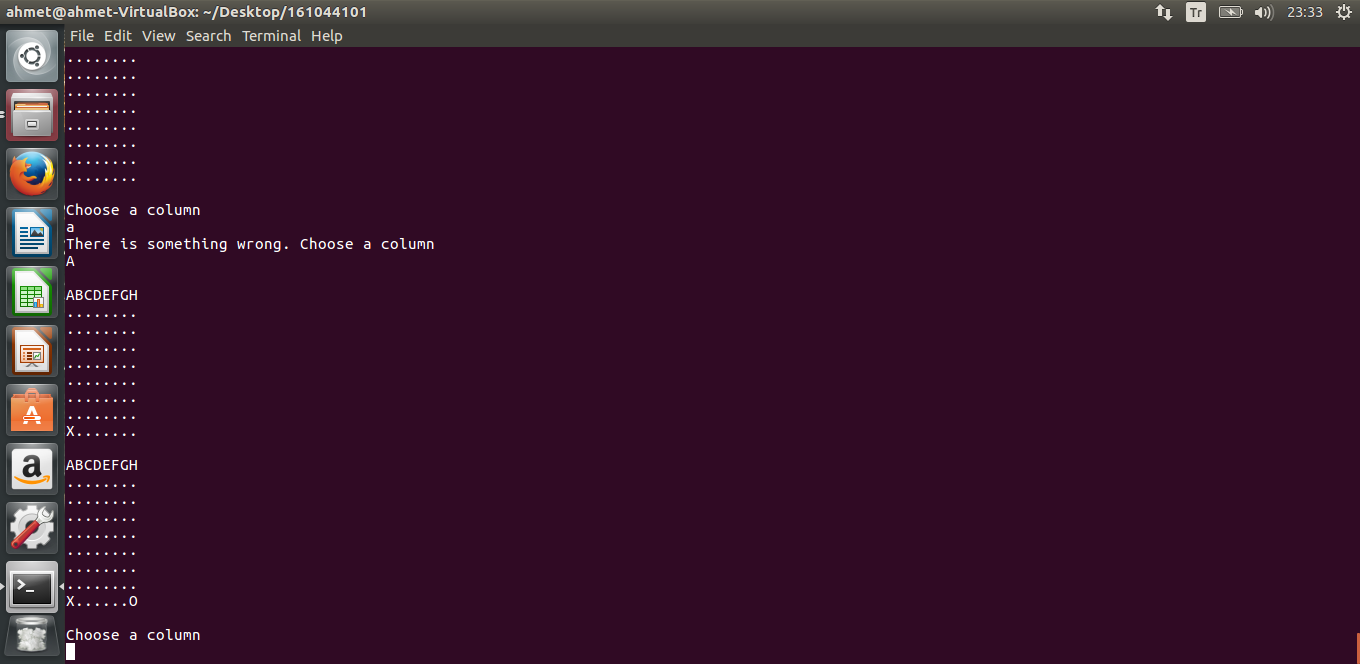 ahmet@ahmet-VirtualBox: ~/Desktop/161044101
Tr
23:33
File Edit View Search Terminal Help
........
........
........
........
........
........
........
........
Choose a column
a
There is something wrong. Choose a column
A
ABCDEFGH
........
........
........
........
........
........
........
X.......
ABCDEFGH
........
........
........
........
........
........
........
X......O
Choose a column